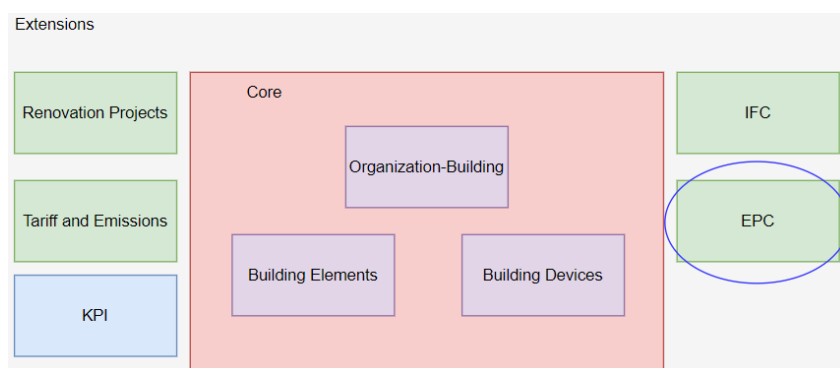 Extensions
Core
Renovation Projects
IFC
Organization-Building
Tariff and Emissions
EPC
Building Elements
Building Devices
KPI